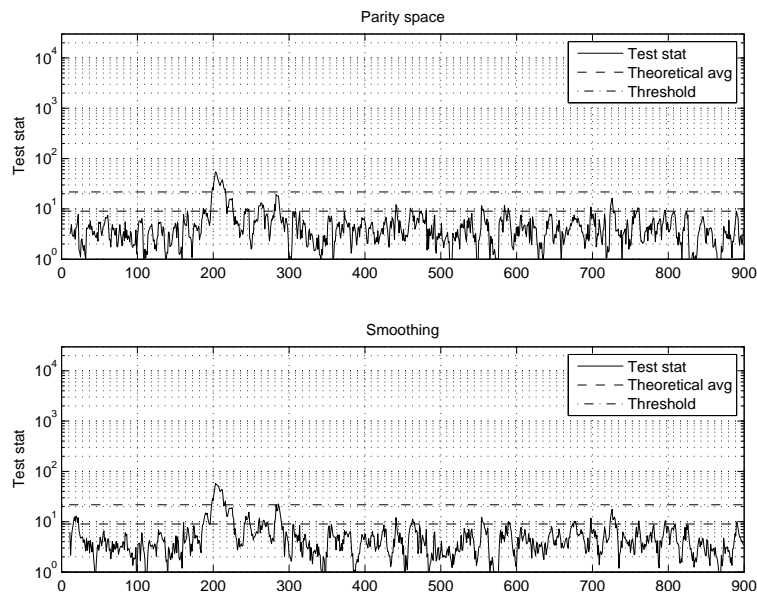 Parity space
Test stat
10^4
10^3
10^2
10^1
10^0
0 100 200 300 400 500 600 700 800 900
Test stat
Theoretical avg
Threshold
Smoothing
Test stat
10^4
10^3
10^2
10^1
10^0
0 100 200 300 400 500 600 700 800 900
Test stat
Theoretical avg
Threshold